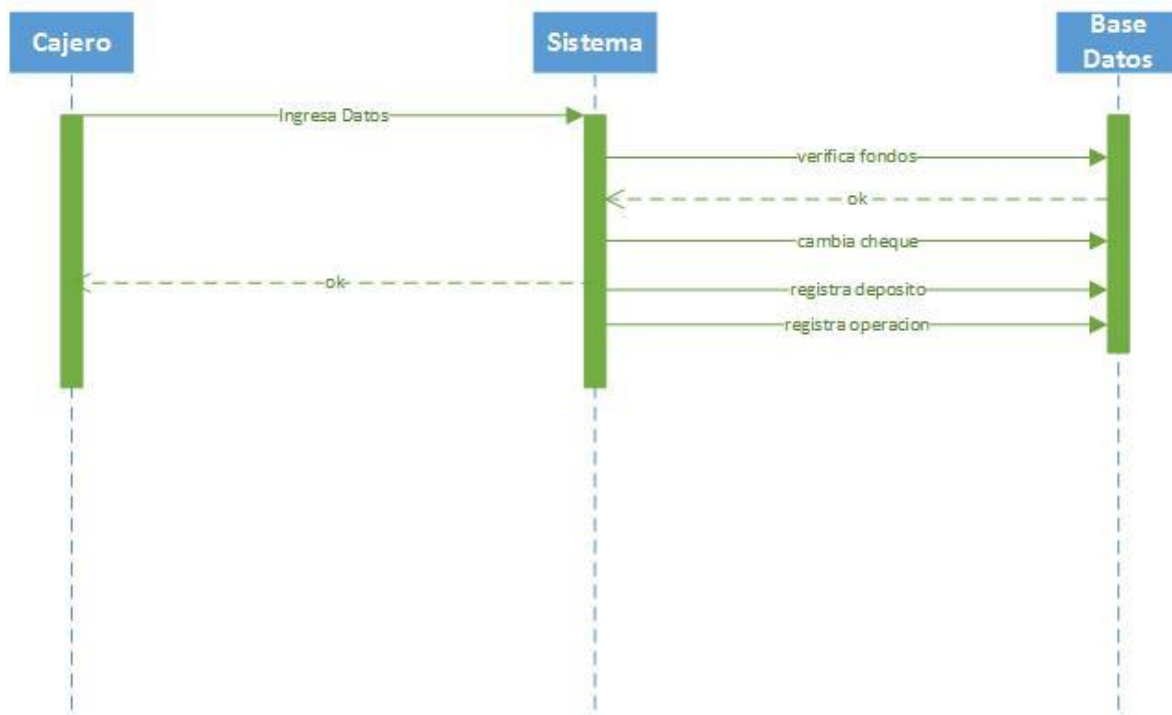 Cajero
Sistema
Base
Datos
Ingresa Datos
verifica fondos
ok
cambia cheque
ok
registra deposito
registra operacion